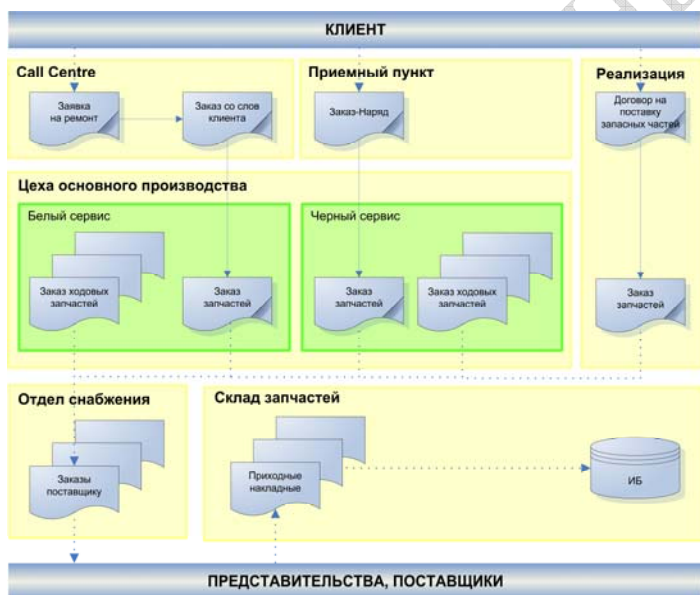 КЛИЕНТ
Call Centre
Приемный пункт
Реализация
Заявка
на ремонт
Заказ со слов
клиента
Заказ-Наряд
Договор на
поставку
запасных частей
Цеха основного производства
Белый сервис
Черный сервис
Заказ ходовых
запчастей
Заказ
запчастей
Заказ
запчастей
Заказ ходовых
запчастей
Заказ
запчастей
Отдел снабжения
Склад запчастей
Заказы
поставщику
Приходные
накладные
ИБ
ПРЕДСТАВИТЕЛЬСТВА, ПОСТАВЩИКИ